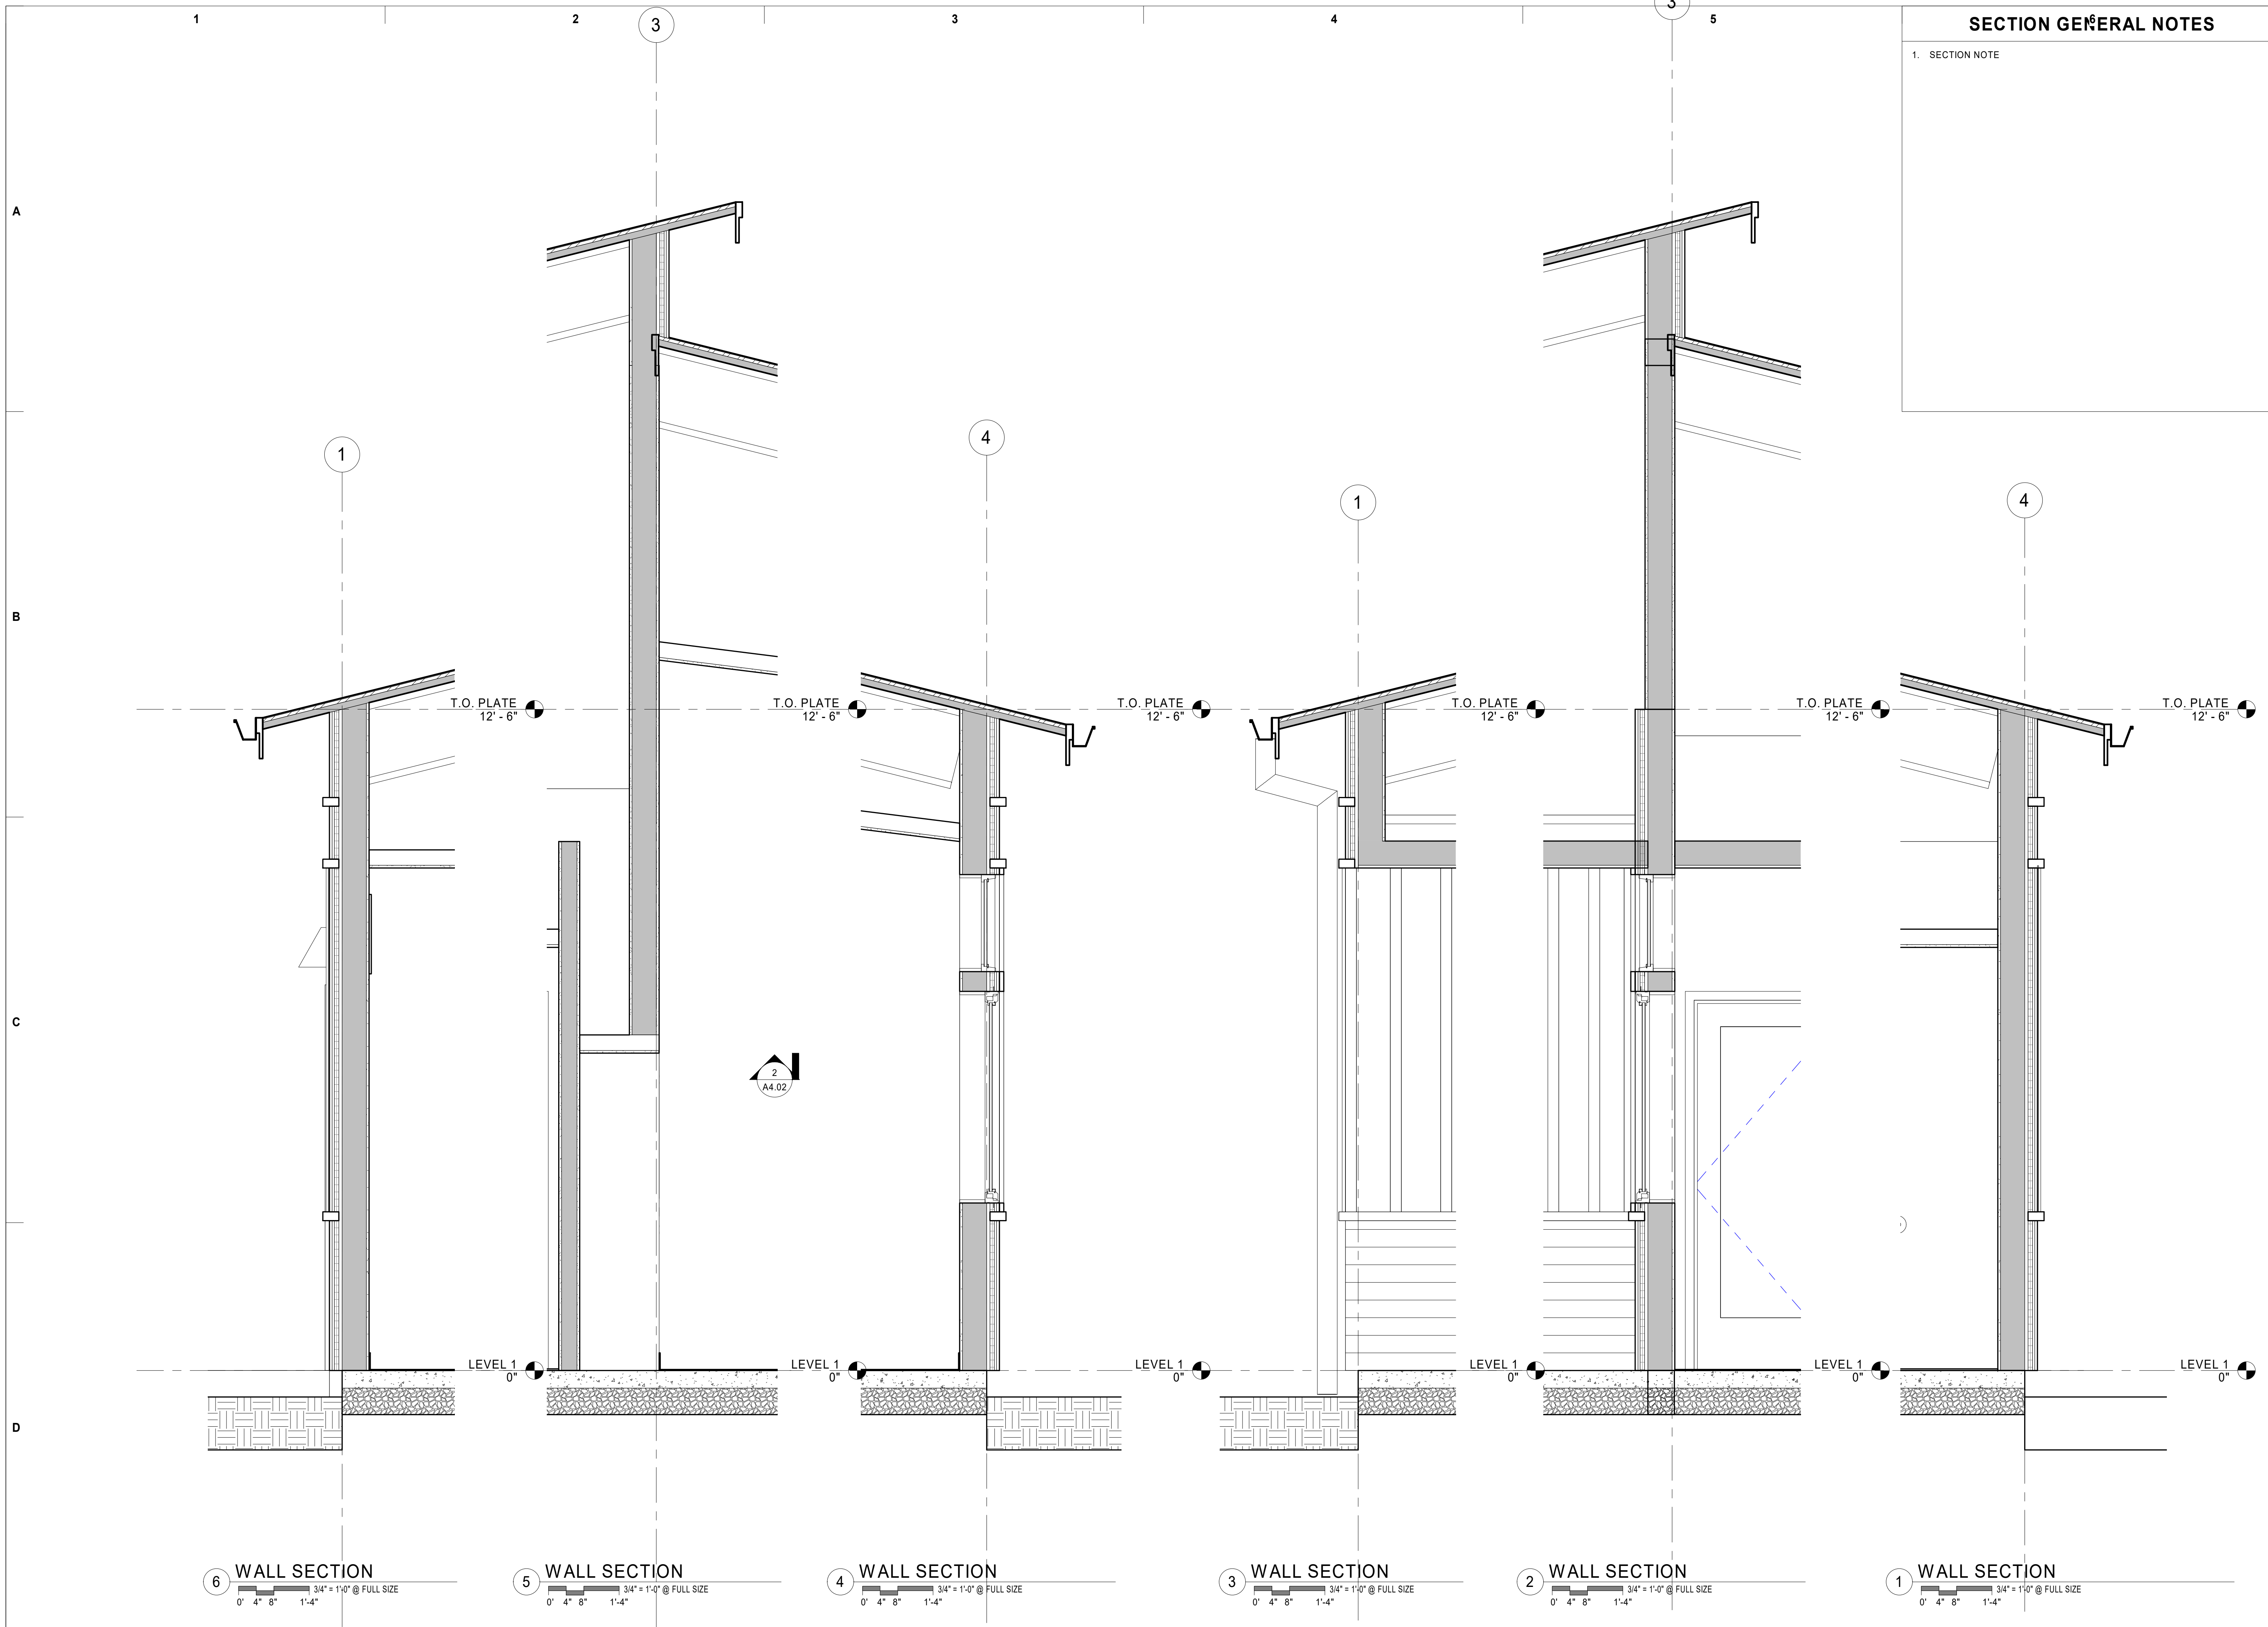 1
2
3
4
5
6
SECTION GENERAL NOTES
1. SECTION NOTE
3
3
A
B
C
D
1
4
1
4
T.O. PLATE
12' - 6"
T.O. PLATE
12' - 6"
T.O. PLATE
12' - 6"
T.O. PLATE
12' - 6"
T.O. PLATE
12' - 6"
T.O. PLATE
12' - 6"
2
A4.02
LEVEL 1
0"
LEVEL 1
0"
LEVEL 1
0"
LEVEL 1
0"
LEVEL 1
0"
LEVEL 1
0"
6 WALL SECTION
3/4" = 1'-0" @ FULL SIZE
0' 4" 8" 1'-4"
5 WALL SECTION
3/4" = 1'-0" @ FULL SIZE
0' 4" 8" 1'-4"
4 WALL SECTION
3/4" = 1'-0" @ FULL SIZE
0' 4" 8" 1'-4"
3 WALL SECTION
3/4" = 1'-0" @ FULL SIZE
0' 4" 8" 1'-4"
2 WALL SECTION
3/4" = 1'-0" @ FULL SIZE
0' 4" 8" 1'-4"
1 WALL SECTION
3/4" = 1'-0" @ FULL SIZE
0' 4" 8" 1'-4"